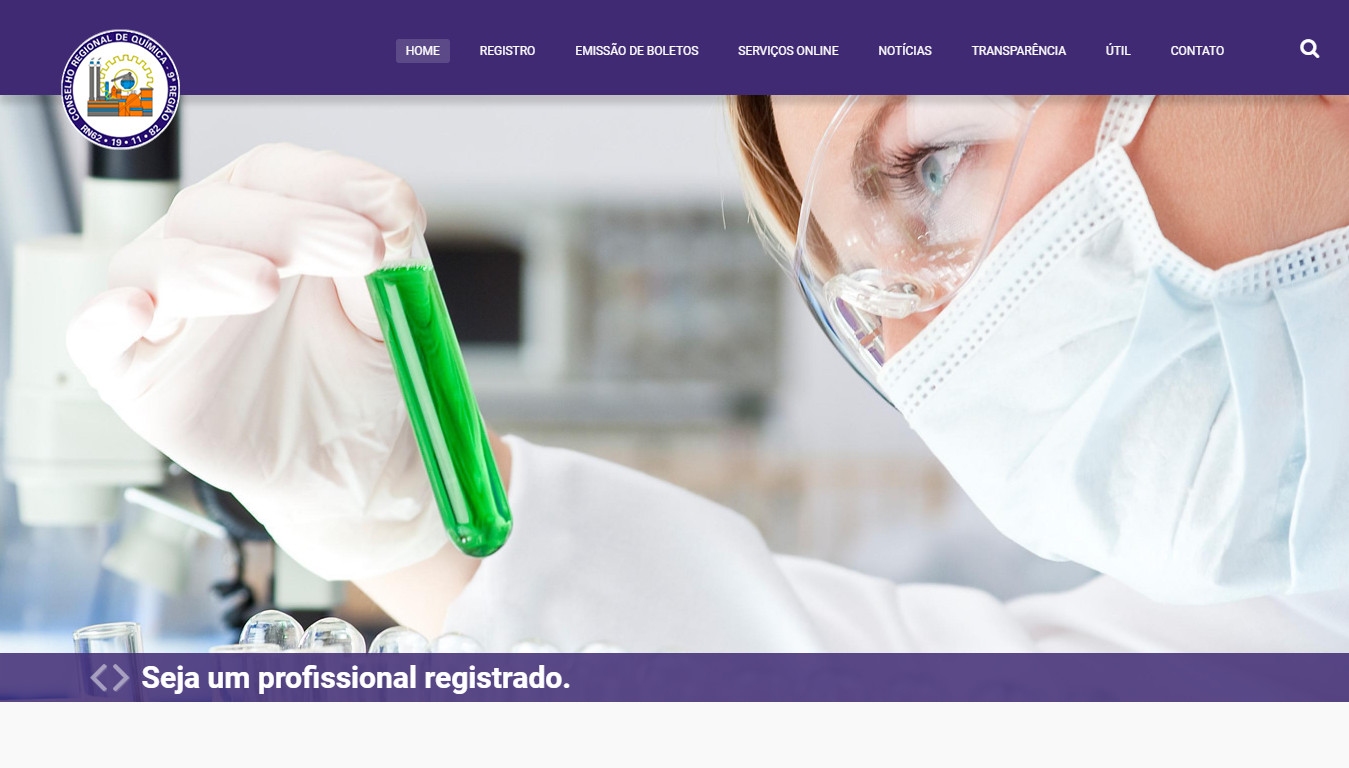 CONSELHO REGIONAL DE QUÍMICA - 9ª REGIÃO
RN62 • 19 • 11 • 82
HOME
REGISTRO
EMISSÃO DE BOLETOS
SERVIÇOS ONLINE
NOTÍCIAS
TRANSPARÊNCIA
ÚTIL
CONTATO
Seja um profissional registrado.